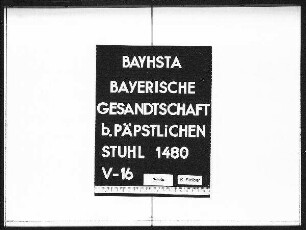 BAYHSTA
BAYERISCHE
GESANDTSCHAFT
b. PÄPSTLiCHEN
STUHL 1480
V-16